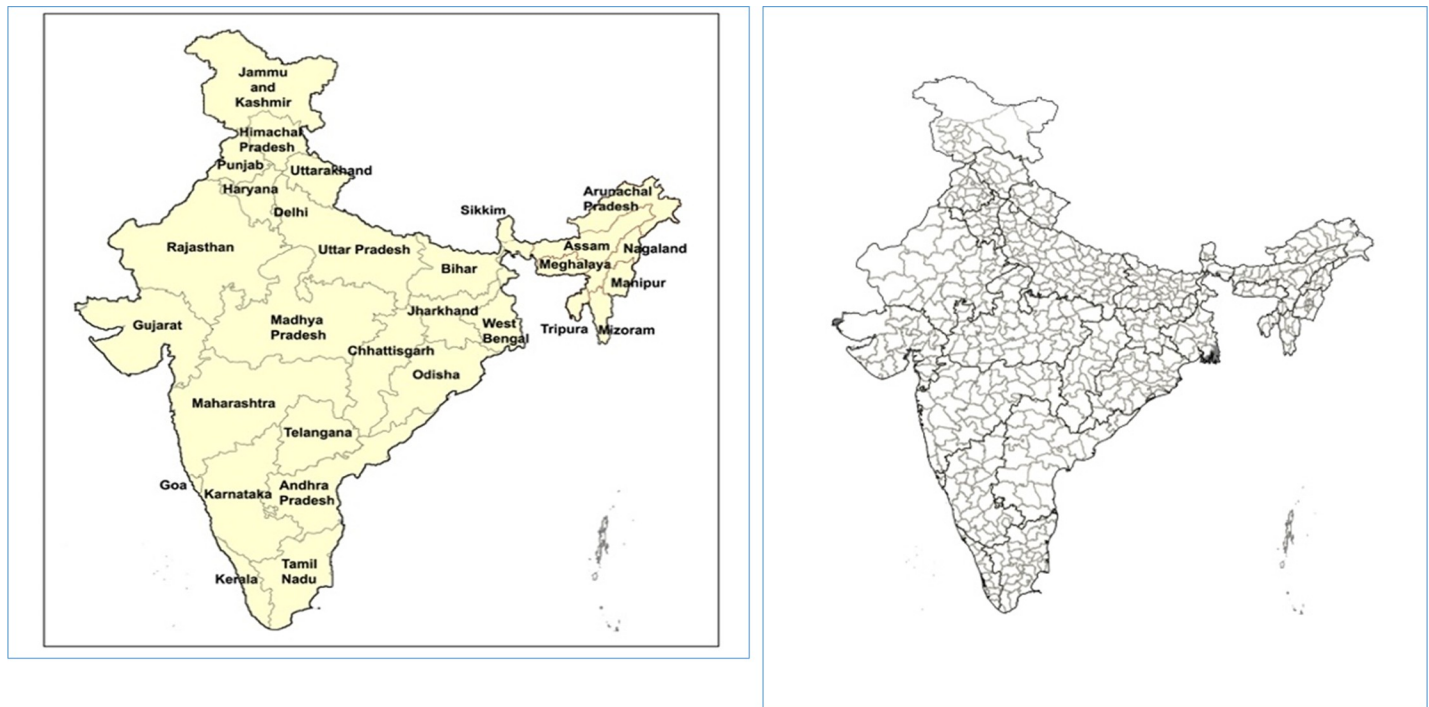 Jammu
and
Kashmir
Himachal
Pradesh
Punjab
Uttarakhand
Haryana
Delhi
Rajasthan
Uttar Pradesh
Bihar
Sikkim
Arunachal
Pradesh
Assam
Nagaland
Meghalaya
Manipur
Tripura
Mizoram
Gujarat
Madhya
Pradesh
Jharkhand
West
Bengal
Chhattisgarh
Odisha
Maharashtra
Telangana
Goa
Karnataka
Andhra
Pradesh
Kerala
Tamil
Nadu